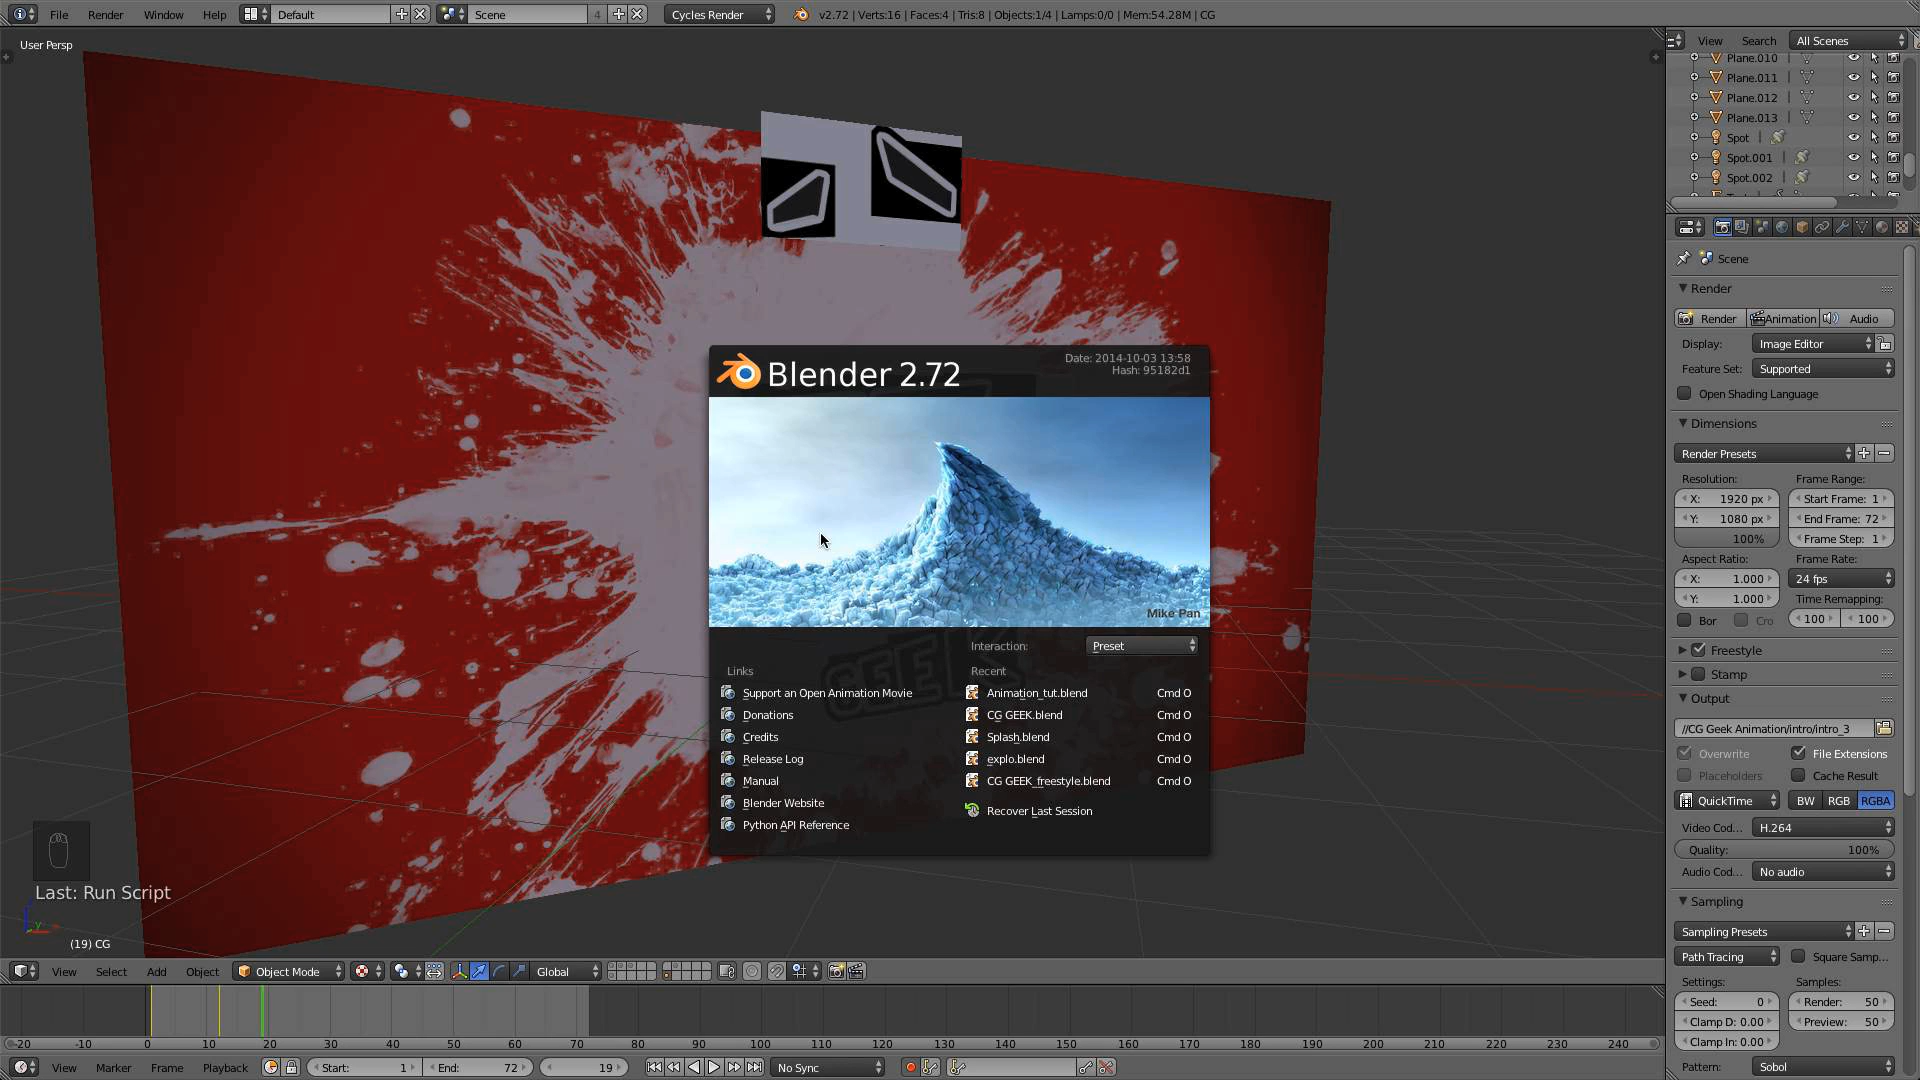 File Render Window Help Default Scene 4 Cycles Render v2.72 | Verts:16 | Faces:4 | Tris:8 | Objects:1/4 | Lamps:0/0 | Mem:54.28M | CG
User Persp
View Search All Scenes
Plane.010
Plane.011
Plane.012
Plane.013
Spot
Spot.001
Spot.002
Scene
Render
Render Animation Audio
Display: Image Editor
Feature Set: Supported
Open Shading Language
Dimensions
Render Presets
Resolution: Frame Range:
X: 1920 px Start Frame: 1
Y: 1080 px End Frame: 72
100% Frame Step: 1
Aspect Ratio: Frame Rate:
X: 1.000 24 fps
Y: 1.000 Time Remapping:
Bor Cro 100 100
Freestyle
Stamp
Output
//CG Geek Animation/intro/intro_3
Overwrite File Extensions
Placeholders Cache Result
QuickTime BW RGB RGBA
Video Cod... H.264
Quality: 100%
Audio Cod... No audio
Sampling
Sampling Presets
Path Tracing Square Samp...
Settings: Samples:
Seed: 0 Render: 50
Clamp D: 0.00 Preview: 50
Clamp In: 0.00
Pattern: Sobol
Blender 2.72
Date: 2014-10-03 13:58
Hash: 95182d1
Mike Pan
Interaction: Preset
Links Recent
Support an Open Animation Movie Animation_tut.blend Cmd O
Donations CG GEEK.blend Cmd O
Credits Splash.blend Cmd O
Release Log explo.blend Cmd O
Manual CG GEEK_freestyle.blend Cmd O
Blender Website Recover Last Session
Python API Reference
GEEK
Last: Run Script
(19) CG
View Select Add Object Object Mode Global
-20 -10 0 10 20 30 40 50 60 70 80 90 100 110 120 130 140 150 160 170 180 190 200 210 220 230 240
View Marker Frame Playback Start: 1 End: 72 19 No Sync